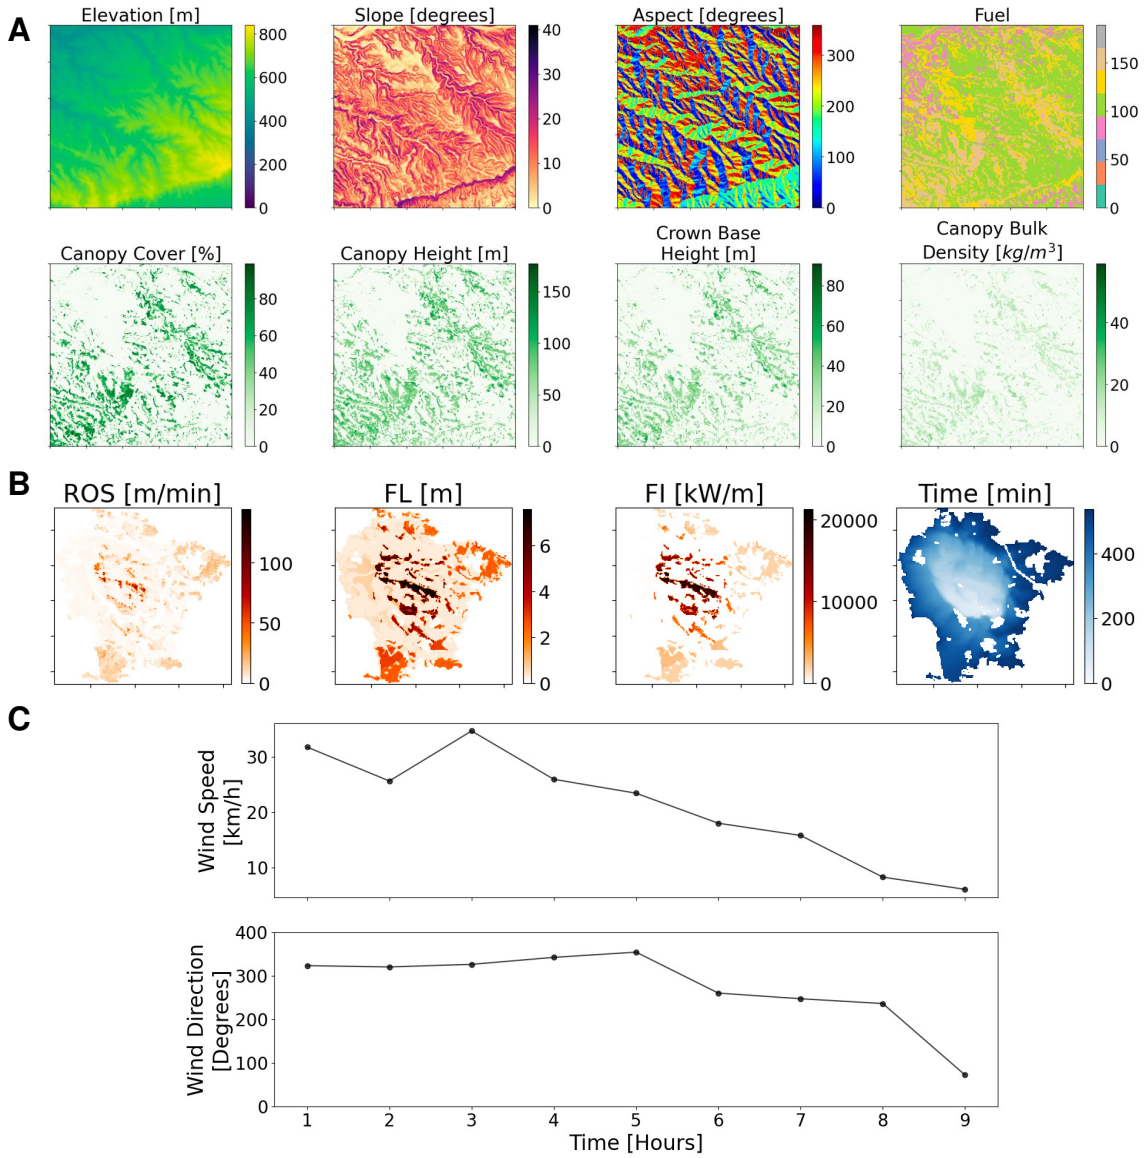 A
Elevation [m]
Slope [degrees]
Aspect [degrees]
Fuel
800
600
400
200
0
40
30
20
10
0
300
200
100
0
150
100
50
0
Canopy Cover [%]
Canopy Height [m]
Crown Base
Height [m]
Canopy Bulk
Density [kg/m³]
80
60
40
20
0
150
100
50
0
80
60
40
20
0
40
20
0
B
ROS [m/min]
FL [m]
FI [kW/m]
Time [min]
100
50
0
6
4
2
0
20000
10000
0
400
200
0
C
Wind Speed
[km/h]
30
20
10
Wind Direction
[Degrees]
400
300
200
100
0
1 2 3 4 5 6 7 8 9
Time [Hours]